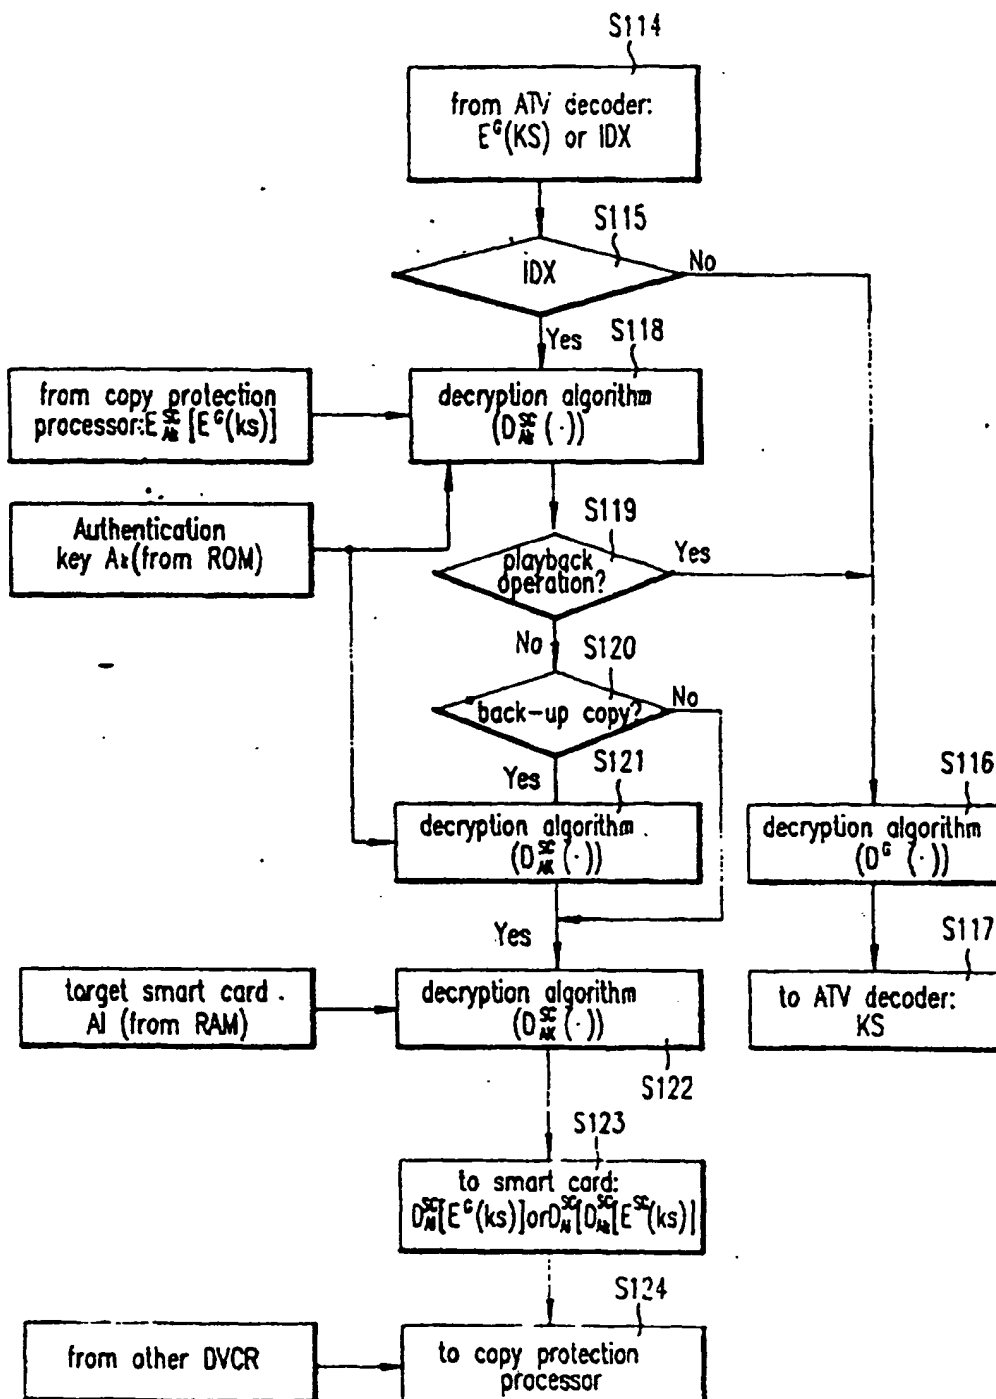 S114
from ATV decoder:
E^G(KS) or IDX
S115
IDX
No
Yes
S118
from copy protection
processor:E^SC_Ak[E^G(ks)]
decryption algorithm
(D^SC_Ak(·))
Authentication
key Ak(from ROM)
S119
playback
operation?
Yes
No
S120
back-up copy?
No
Yes
S121
S116
decryption algorithm
(D^SC_AK(·))
decryption algorithm
(D^G(·))
Yes
S117
target smart card
AI (from RAM)
decryption algorithm
(D^SC_AK(·))
to ATV decoder:
KS
S122
S123
to smart card:
D^SC_AI[E^G(ks)]orD^SC_AI[D^SC_Ak[E^SC(ks)]
S124
from other DVCR
to copy protection
processor